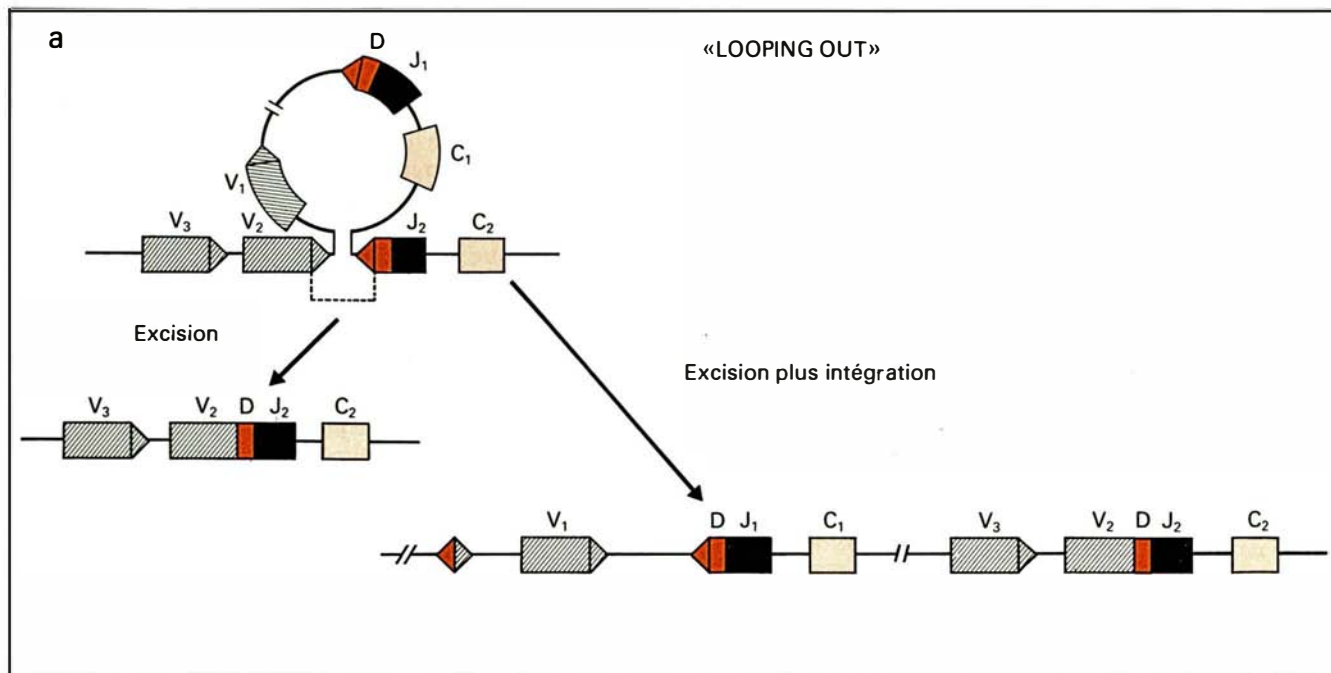 a
«LOOPING OUT»
D
J₁
C₁
V₁
V₃ V₂ J₂ C₂
Excision
Excision plus intégration
V₃ V₂ D J₂ C₂
V₁ D J₁ C₁ V₃ V₂ D J₂ C₂